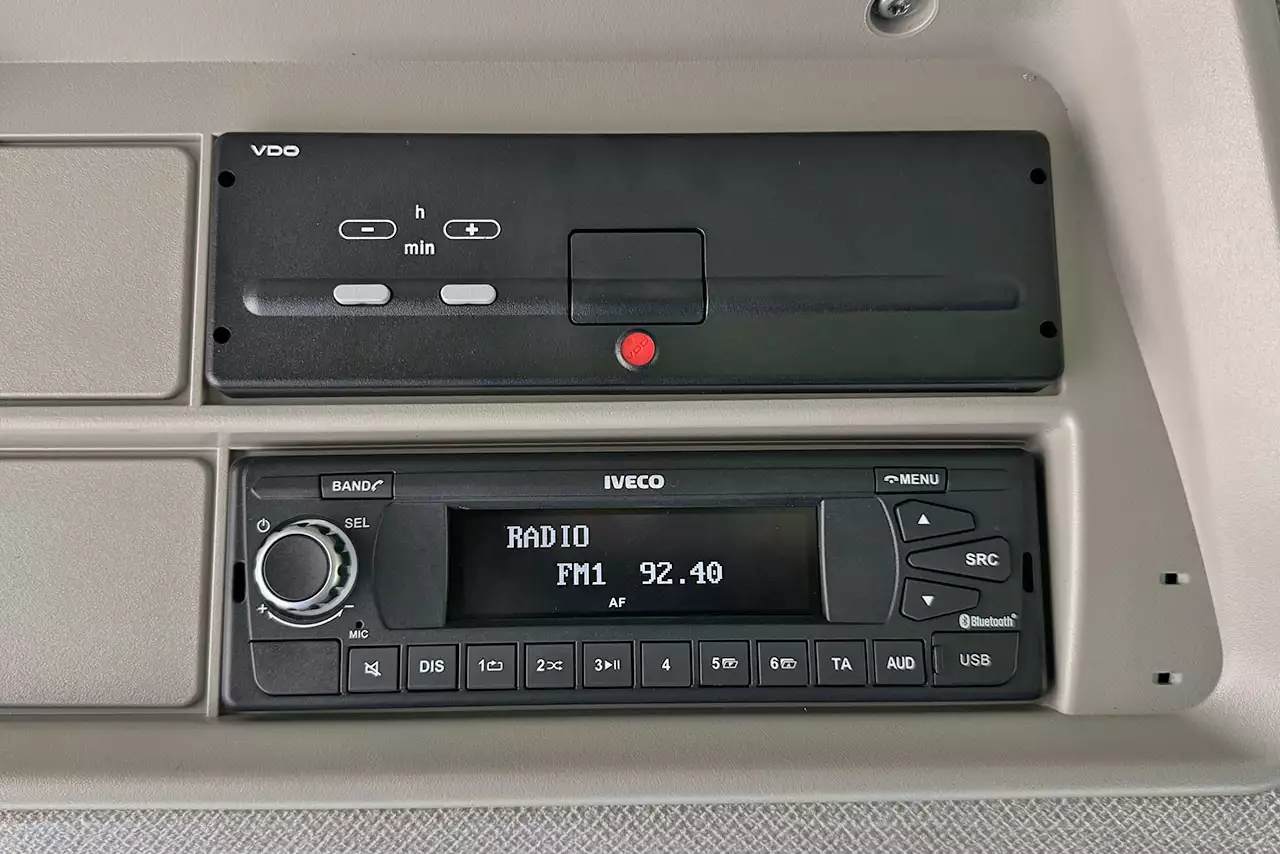 VDO
h
- +
min
VDO
BAND
IVECO
MENU
SEL
RADIO
FM1 92.40
AF
SRC
+ -
MIC
Bluetooth
DIS 1 2 3 4 5 6 TA AUD USB